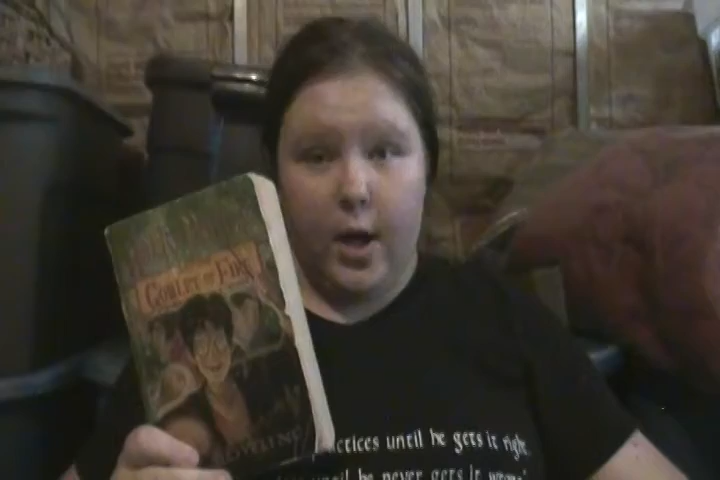 GOBLET OF FIRE
ROWLING
practices until he gets it right.
until he never gets it wrong"